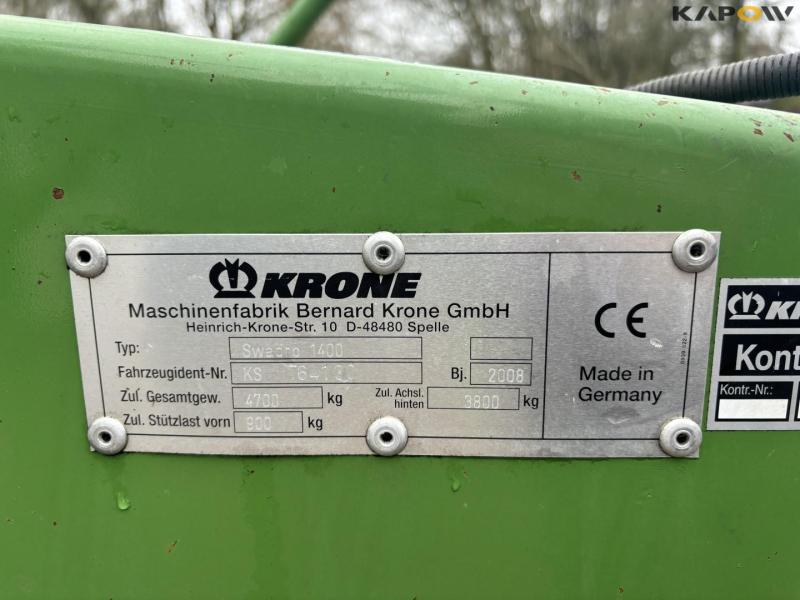 KAPOW
KRONE
Maschinenfabrik Bernard Krone GmbH
Heinrich-Krone-Str. 10 D-48480 Spelle
Typ: Swadro 1400
Fahrzeugident-Nr. KS Bj. 2008
Zul. Gesamtgew. 4700 kg Zul. Achsl. hinten 3800 kg
Zul. Stützlast vorn 900 kg
CE
Made in
Germany
KR
Kont
Kontr.-Nr.: